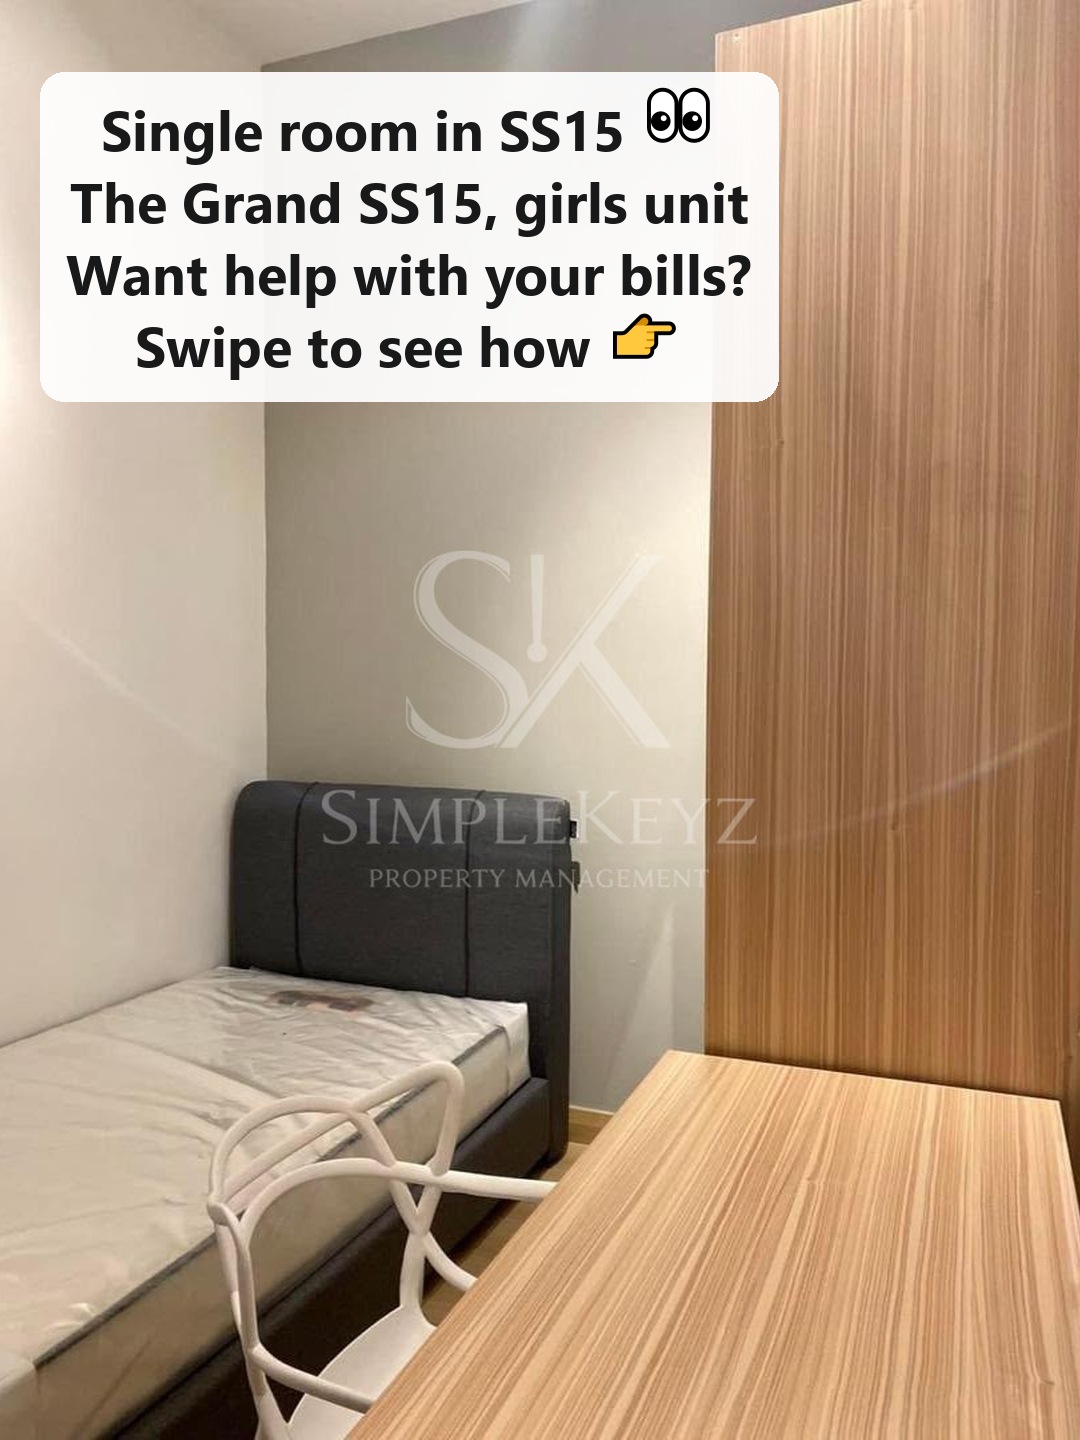 Single room in SS15 👀
The Grand SS15, girls unit
Want help with your bills?
Swipe to see how 👉
SK
SIMPLEKEYZ
PROPERTY MANAGEMENT